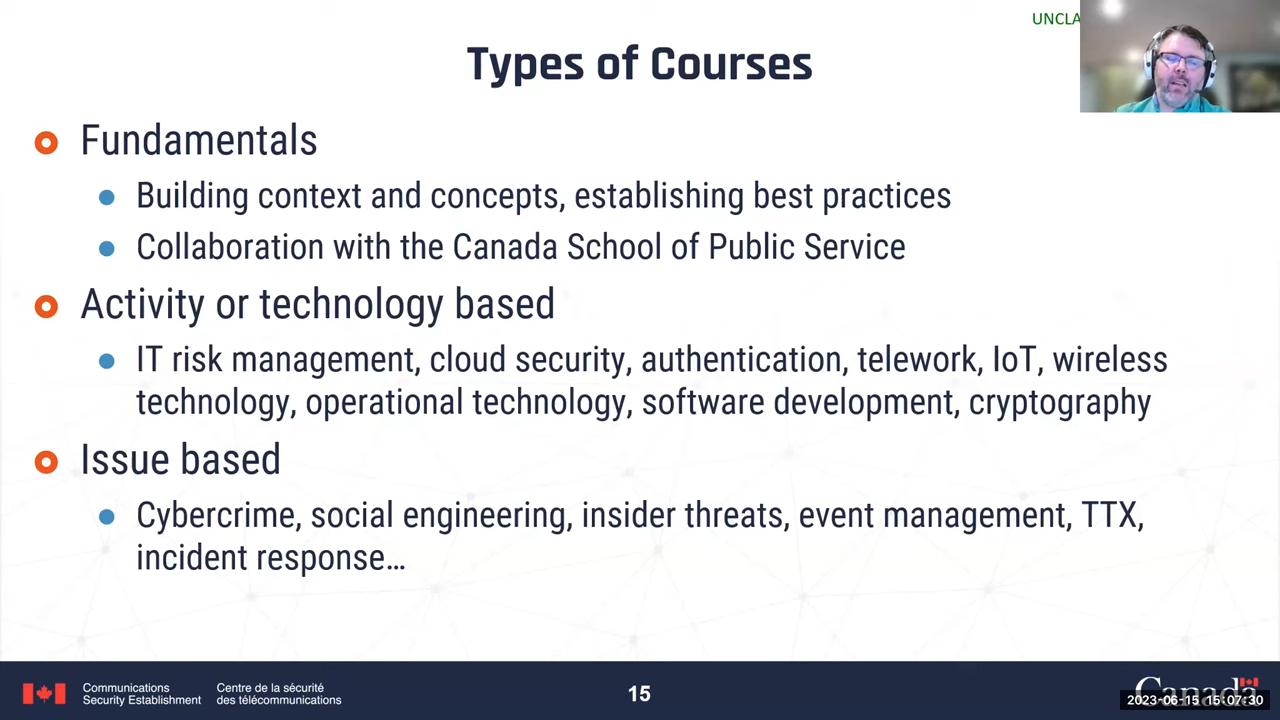 UNCLA
Types of Courses
Fundamentals
Building context and concepts, establishing best practices
Collaboration with the Canada School of Public Service
Activity or technology based
IT risk management, cloud security, authentication, telework, IoT, wireless
technology, operational technology, software development, cryptography
Issue based
Cybercrime, social engineering, insider threats, event management, TTX,
incident response…
Communications
Security Establishment
Centre de la sécurité
des télécommunications
15
Canada
2023-06-15 15:07:30